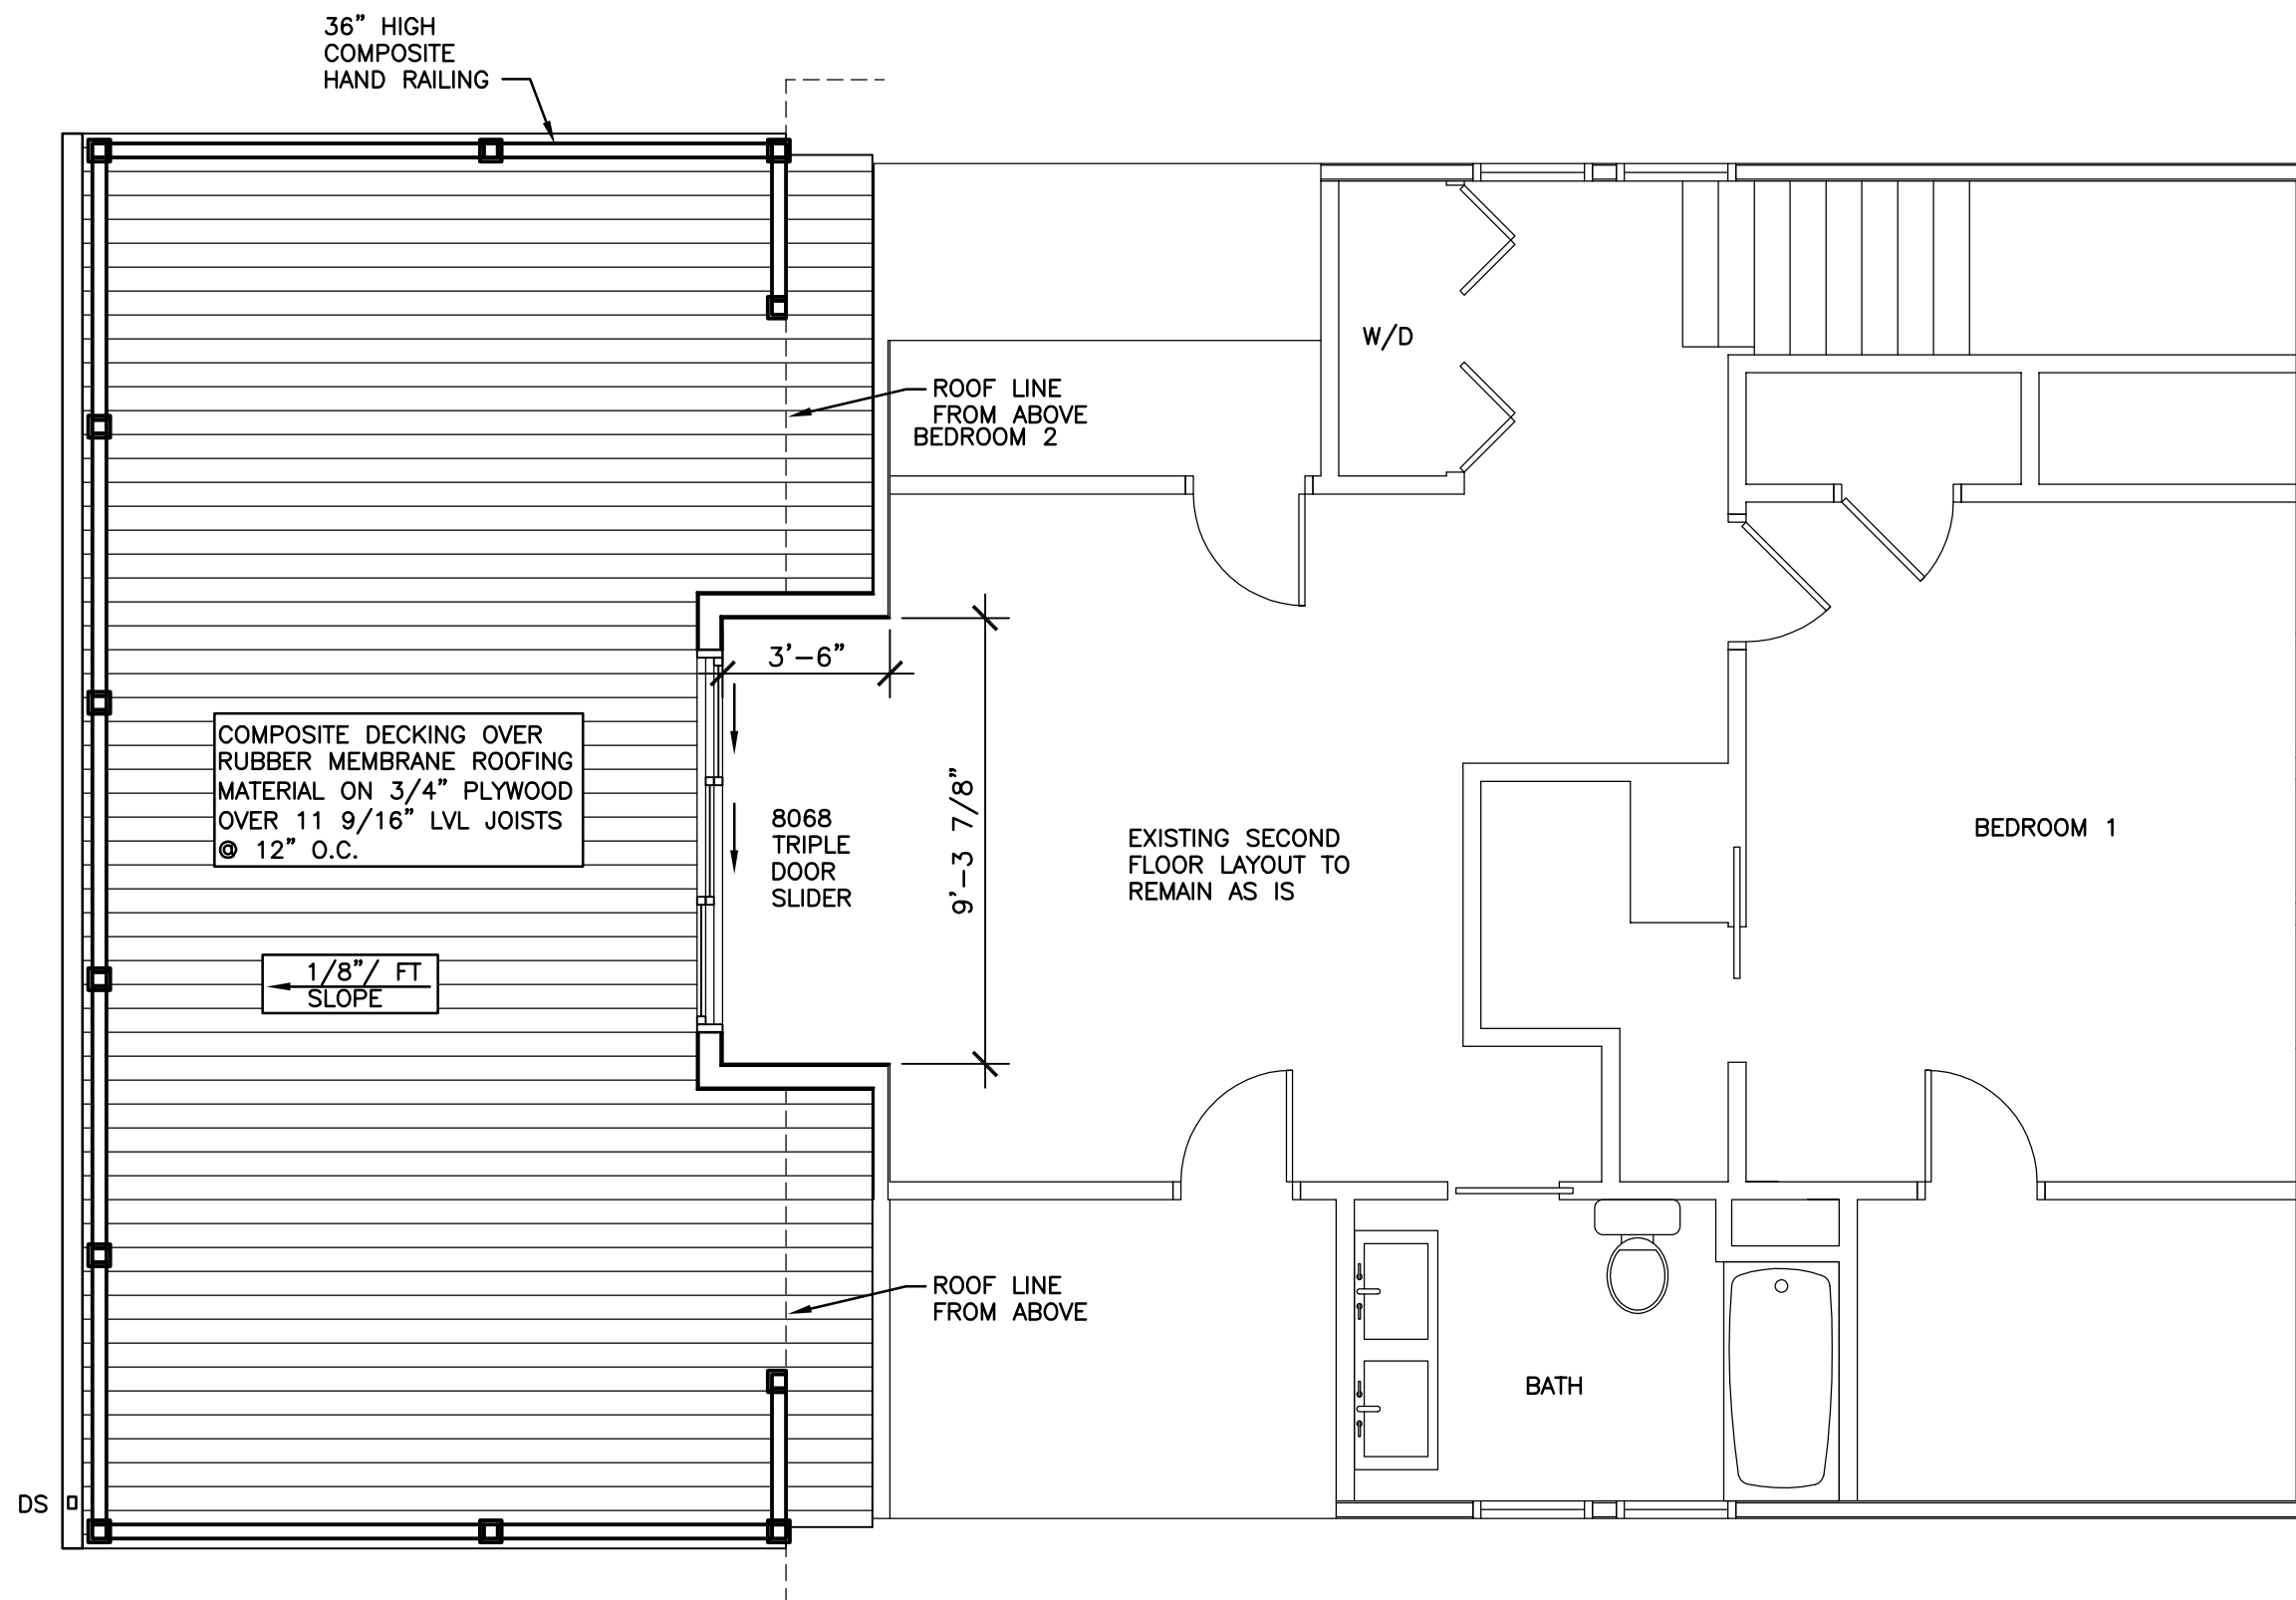 36” HIGH
COMPOSITE
HAND RAILING
W/D
ROOF LINE
FROM ABOVE
BEDROOM 2
3’-6”
COMPOSITE DECKING OVER
RUBBER MEMBRANE ROOFING
MATERIAL ON 3/4” PLYWOOD
OVER 11 9/16” LVL JOISTS
@ 12” O.C.
8068
TRIPLE
DOOR
SLIDER
9’-3 7/8”
EXISTING SECOND
FLOOR LAYOUT TO
REMAIN AS IS
BEDROOM 1
1/8”/ FT
SLOPE
ROOF LINE
FROM ABOVE
BATH
DS